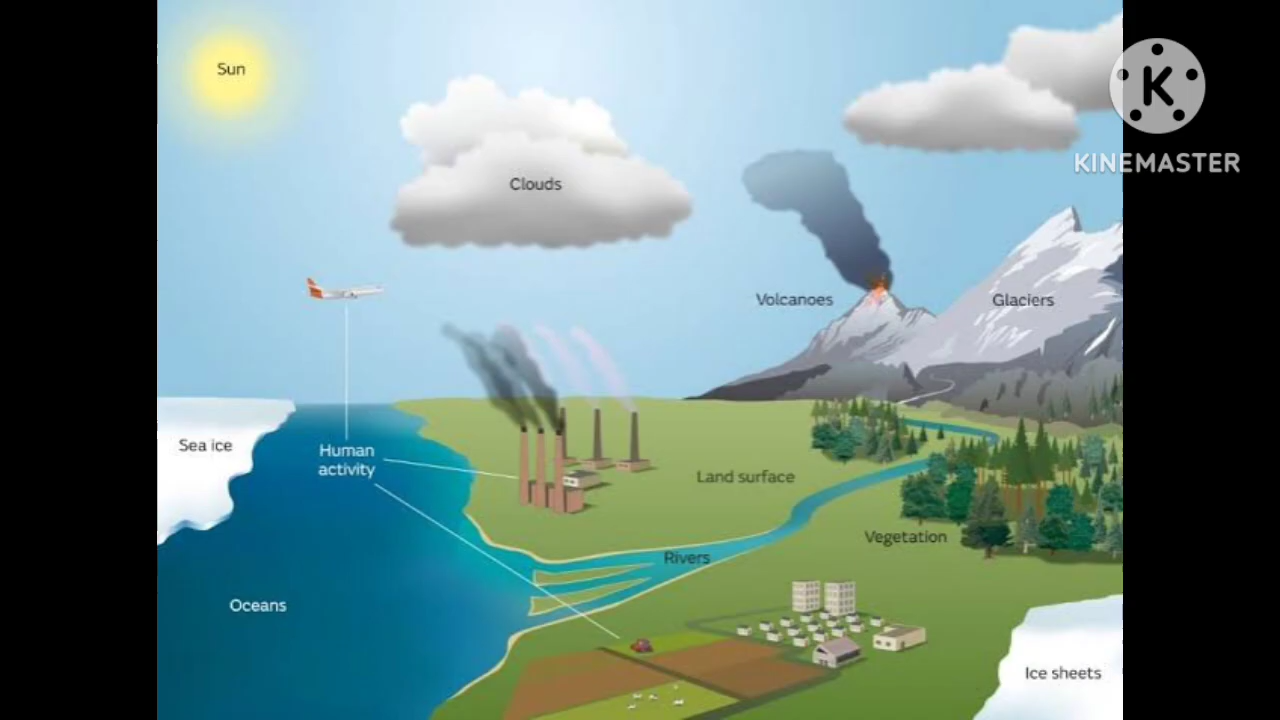 Sun
K
KINEMASTER
Clouds
Volcanoes
Glaciers
Sea ice
Human
activity
Land surface
Vegetation
Rivers
Oceans
Ice sheets